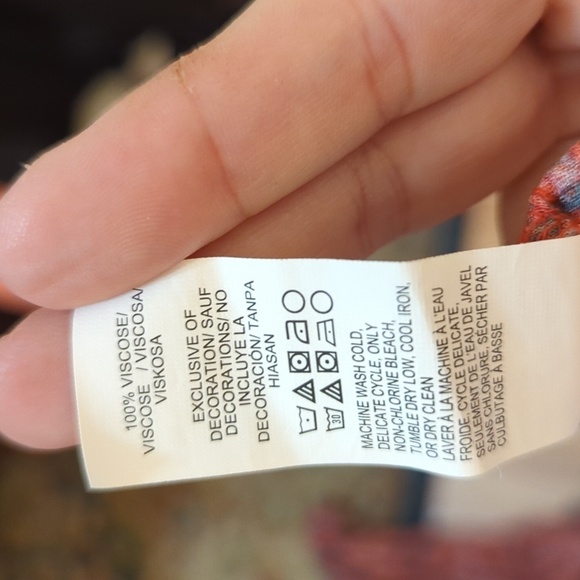 100% VISCOSE/
VISCOSE / VISCOSA/
VISKOSA
EXCLUSIVE OF
DECORATION/ SAUF
DECORATIONS/ NO
INCLUYE LA
DECORACIÓN/ TANPA
HIASAN
30
MACHINE WASH COLD,
DELICATE CYCLE, ONLY
NON-CHLORINE BLEACH,
TUMBLE DRY LOW, COOL IRON,
OR DRY CLEAN
LAVER À LA MACHINE À L'EAU
FROIDE, CYCLE DELICATE,
SEULEMENT DE L'EAU DE JAVEL
SANS CHLORURE, SÉCHER PAR
CULBUTAGE À BASSE